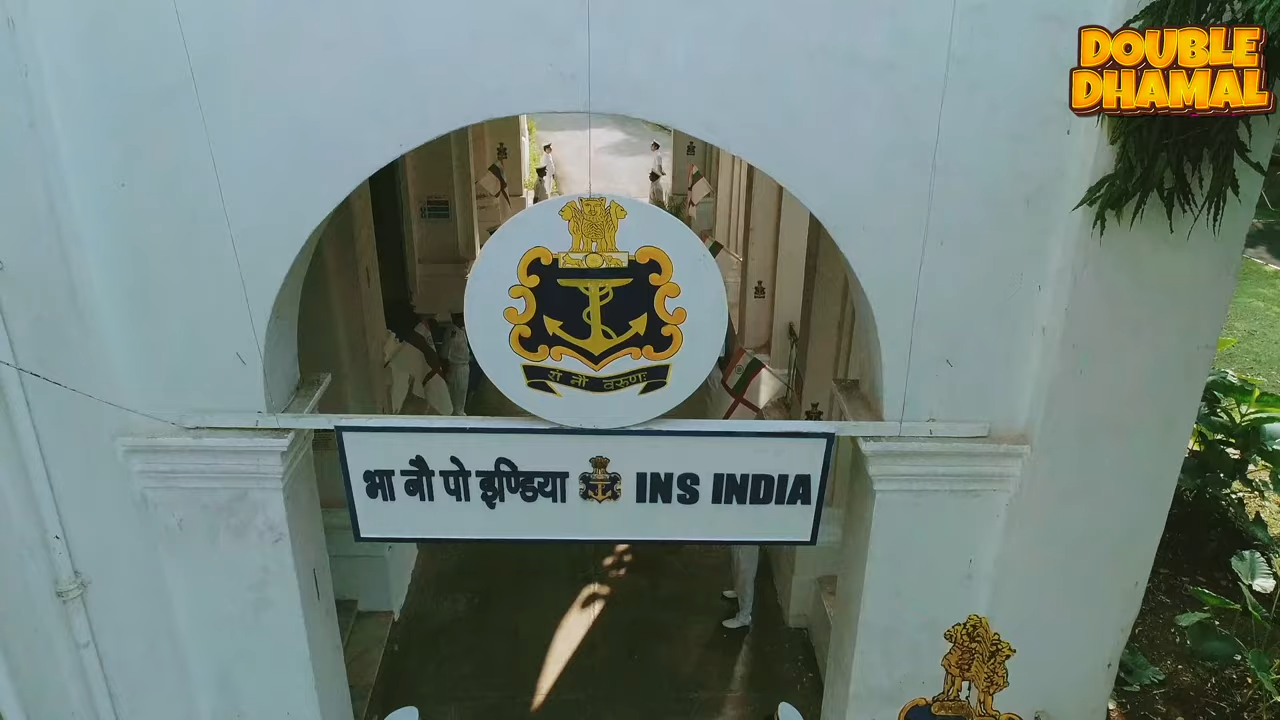 DOUBLE
DHAMAL
शं नो वरुणः
भा नौ पो इण्डिया INS INDIA